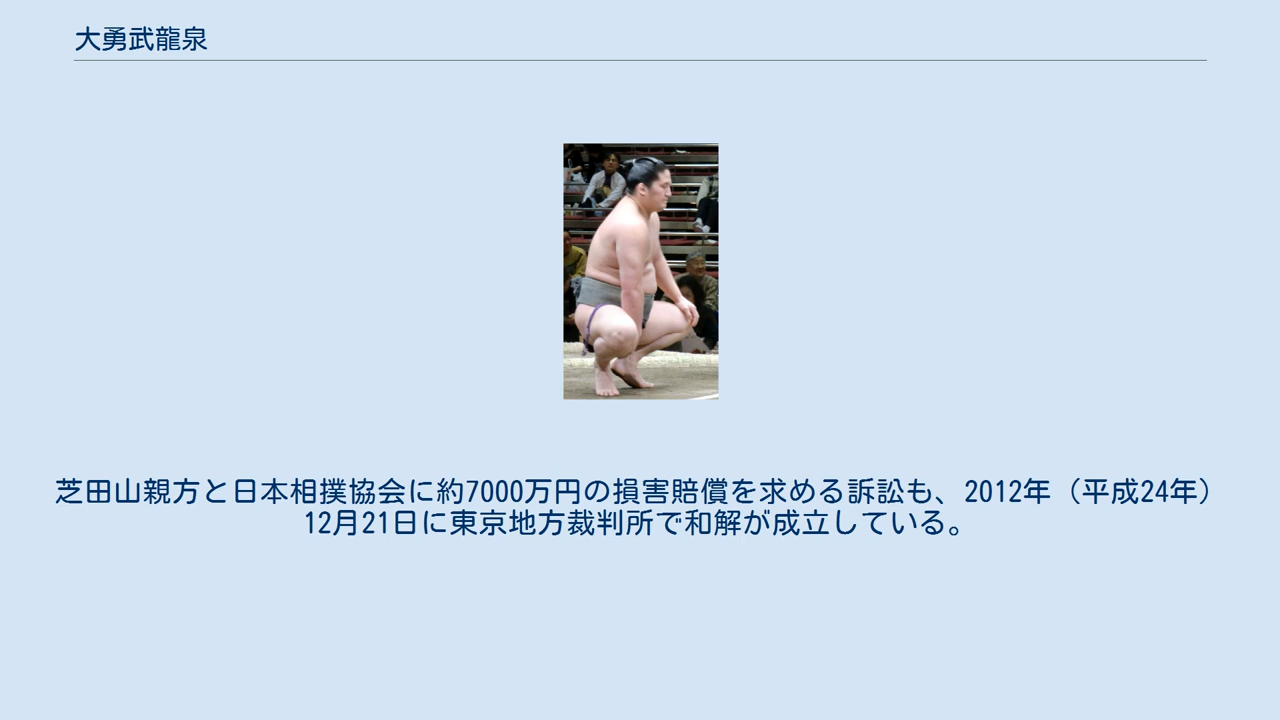 大勇武龍泉
芝田山親方と日本相撲協会に約7000万円の損害賠償を求める訴訟も、2012年（平成24年）
12月21日に東京地方裁判所で和解が成立している。